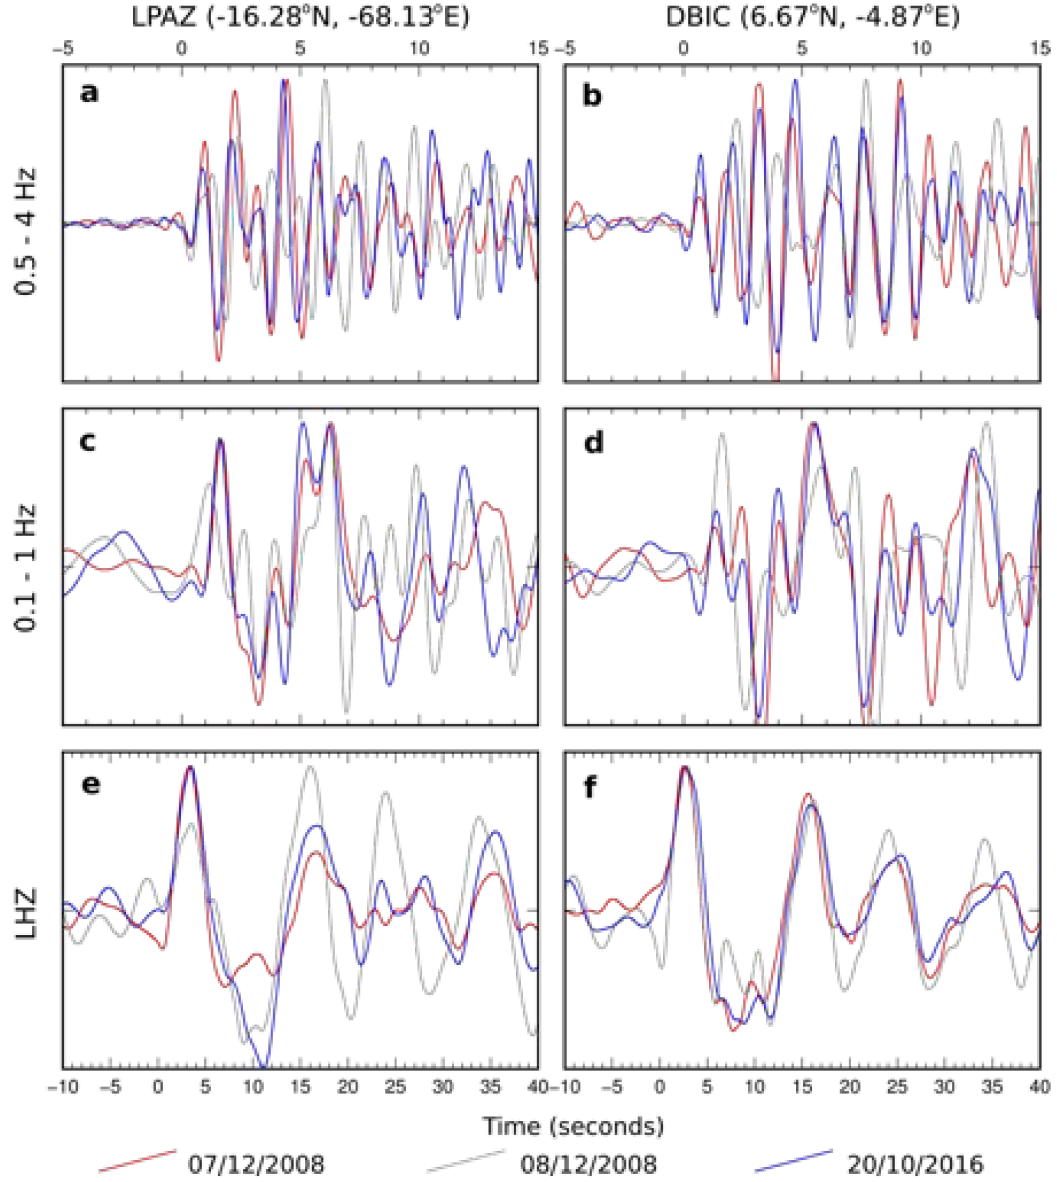 LPAZ (-16.28°N, -68.13°E) DBIC (6.67°N, -4.87°E)
−5 0 5 10 15 −5 0 5 10 15
a b
0.5 - 4 Hz
c d
0.1 - 1 Hz
e f
LHZ
−10 −5 0 5 10 15 20 25 30 35 40 −10 −5 0 5 10 15 20 25 30 35 40
Time (seconds)
07/12/2008 08/12/2008 20/10/2016